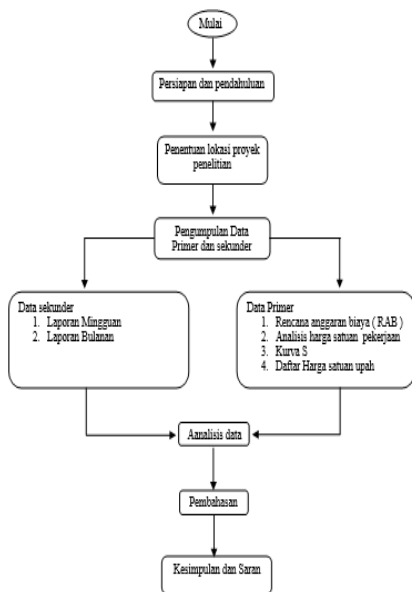 Mulai
Persiapan dan pendahuluan
Penentuan lokasi proyek
penelitian
Pengumpulan Data
Primer dan sekunder
Data sekunder
1. Laporan Mingguan
2. Laporan Bulanan
Data Primer
1. Rencana anggaran biaya ( RAB )
2. Analisis harga satuan pekerjaan
3. Kurva S
4. Daftar Harga satuan upah
Aanalisis data
Pembahasan
Kesimpulan dan Saran